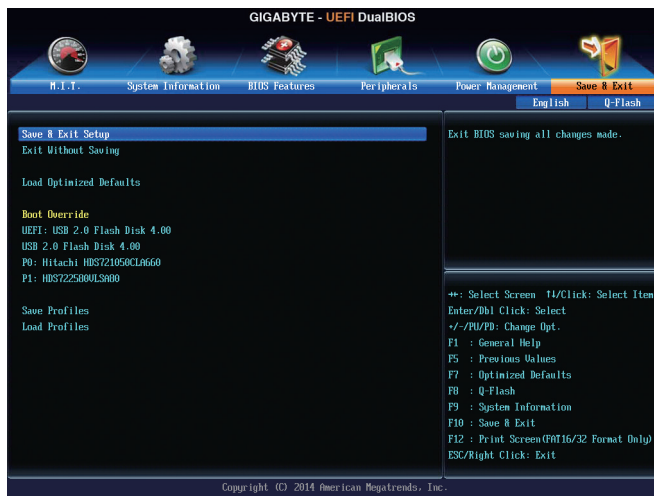 GIGABYTE - UEFI DualBIOS
M.I.T.
System Information
BIOS Features
Peripherals
Power Management
Save & Exit
English
Q-Flash
Save & Exit Setup
Exit Without Saving
Load Optimized Defaults
Boot Override
UEFI: USB 2.0 Flash Disk 4.00
USB 2.0 Flash Disk 4.00
P0: Hitachi HDS721050CLA660
P1: HDS722580VLSA80
Save Profiles
Load Profiles
Exit BIOS saving all changes made.
→←: Select Screen ↑↓/Click: Select Item
Enter/Dbl Click: Select
+/-/PU/PD: Change Opt.
F1 : General Help
F5 : Previous Values
F7 : Optimized Defaults
F8 : Q-Flash
F9 : System Information
F10 : Save & Exit
F12 : Print Screen(FAT16/32 Format Only)
ESC/Right Click: Exit
Copyright (C) 2014 American Megatrends, Inc.